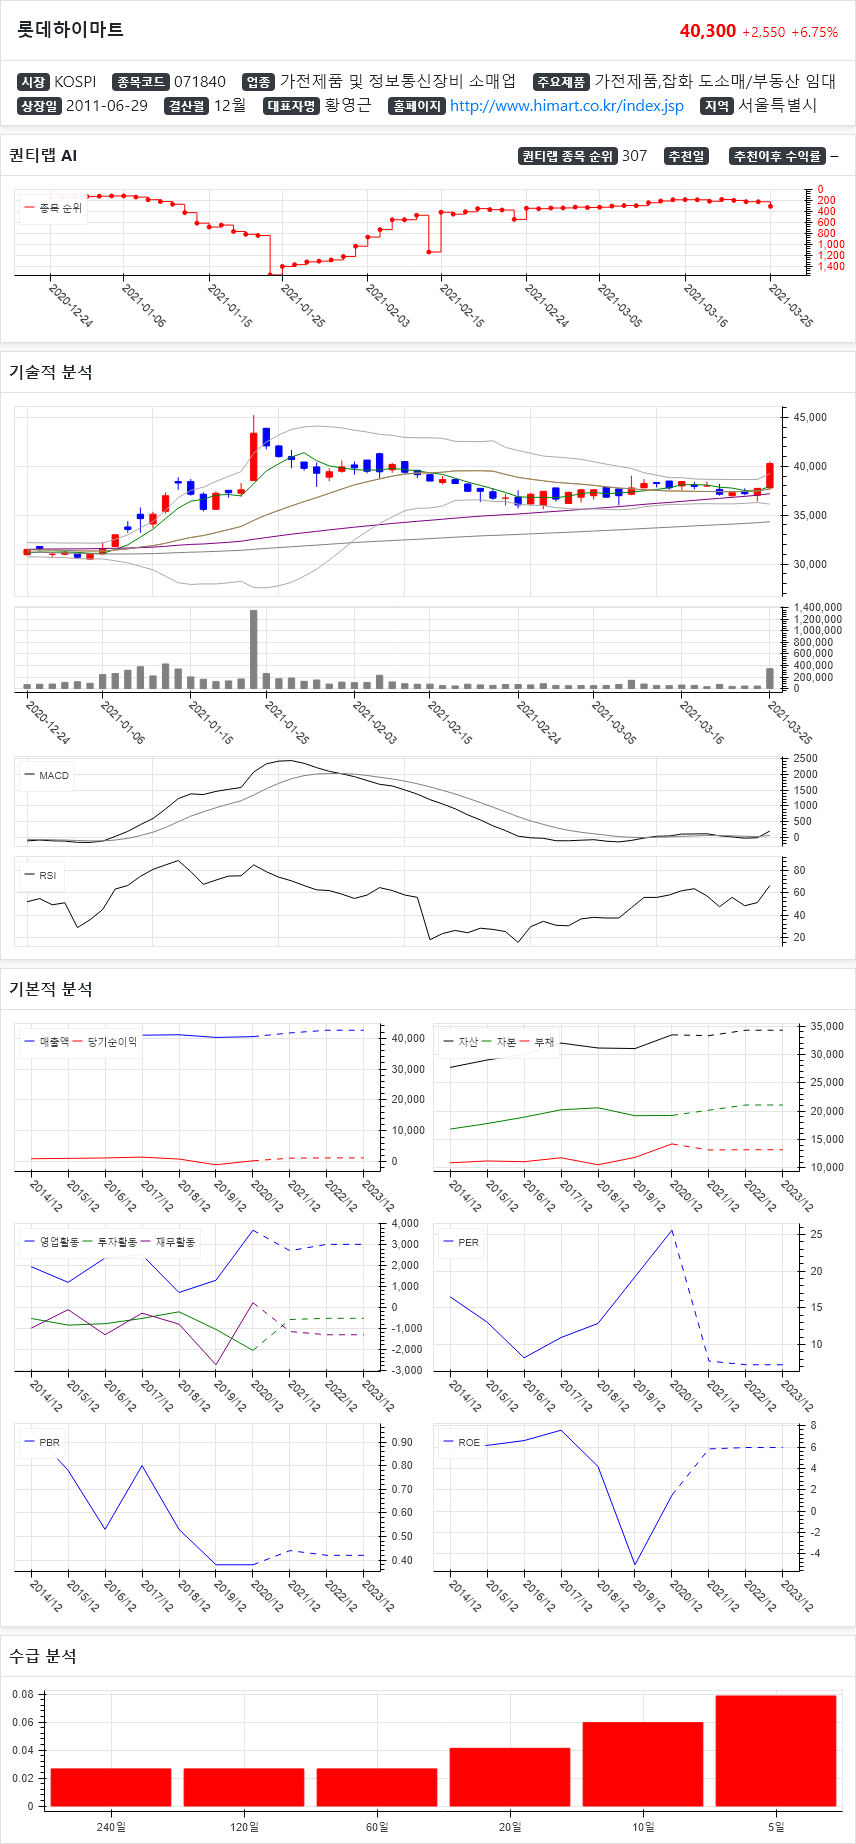 롯데하이마트
40,300 +2,550 +6.75%
시장 KOSPI 종목코드 071840 업종 가전제품 및 정보통신장비 소매업 주요제품 가전제품,잡화 도소매/부동산 임대
상장일 2011-06-29 결산월 12월 대표자명 황영근 홈페이지 http://www.himart.co.kr/index.jsp 지역 서울특별시
퀀티랩 AI
퀀티랩 종목 순위 307 추천일 추천이후 수익률 –
종목 순위
0
200
400
600
800
1,000
1,200
1,400
2020-12-24 2021-01-06 2021-01-15 2021-01-25 2021-02-03 2021-02-15 2021-02-24 2021-03-05 2021-03-16 2021-03-25
기술적 분석
45,000
40,000
35,000
30,000
1,400,000
1,200,000
1,000,000
800,000
600,000
400,000
200,000
0
2020-12-24 2021-01-06 2021-01-15 2021-01-25 2021-02-03 2021-02-15 2021-02-24 2021-03-05 2021-03-16 2021-03-25
MACD
2500
2000
1500
1000
500
0
RSI
80
60
40
20
기본적 분석
매출액 당기순이익
40,000
30,000
20,000
10,000
0
2014/12 2015/12 2016/12 2017/12 2018/12 2019/12 2020/12 2021/12 2022/12 2023/12
자산 자본 부채
35,000
30,000
25,000
20,000
15,000
10,000
2014/12 2015/12 2016/12 2017/12 2018/12 2019/12 2020/12 2021/12 2022/12 2023/12
영업활동 투자활동 재무활동
4,000
3,000
2,000
1,000
0
-1,000
-2,000
-3,000
2014/12 2015/12 2016/12 2017/12 2018/12 2019/12 2020/12 2021/12 2022/12 2023/12
PER
25
20
15
10
2014/12 2015/12 2016/12 2017/12 2018/12 2019/12 2020/12 2021/12 2022/12 2023/12
PBR
0.90
0.80
0.70
0.60
0.50
0.40
2014/12 2015/12 2016/12 2017/12 2018/12 2019/12 2020/12 2021/12 2022/12 2023/12
ROE
8
6
4
2
0
-2
-4
2014/12 2015/12 2016/12 2017/12 2018/12 2019/12 2020/12 2021/12 2022/12 2023/12
수급 분석
0.08
0.06
0.04
0.02
0
240일 120일 60일 20일 10일 5일